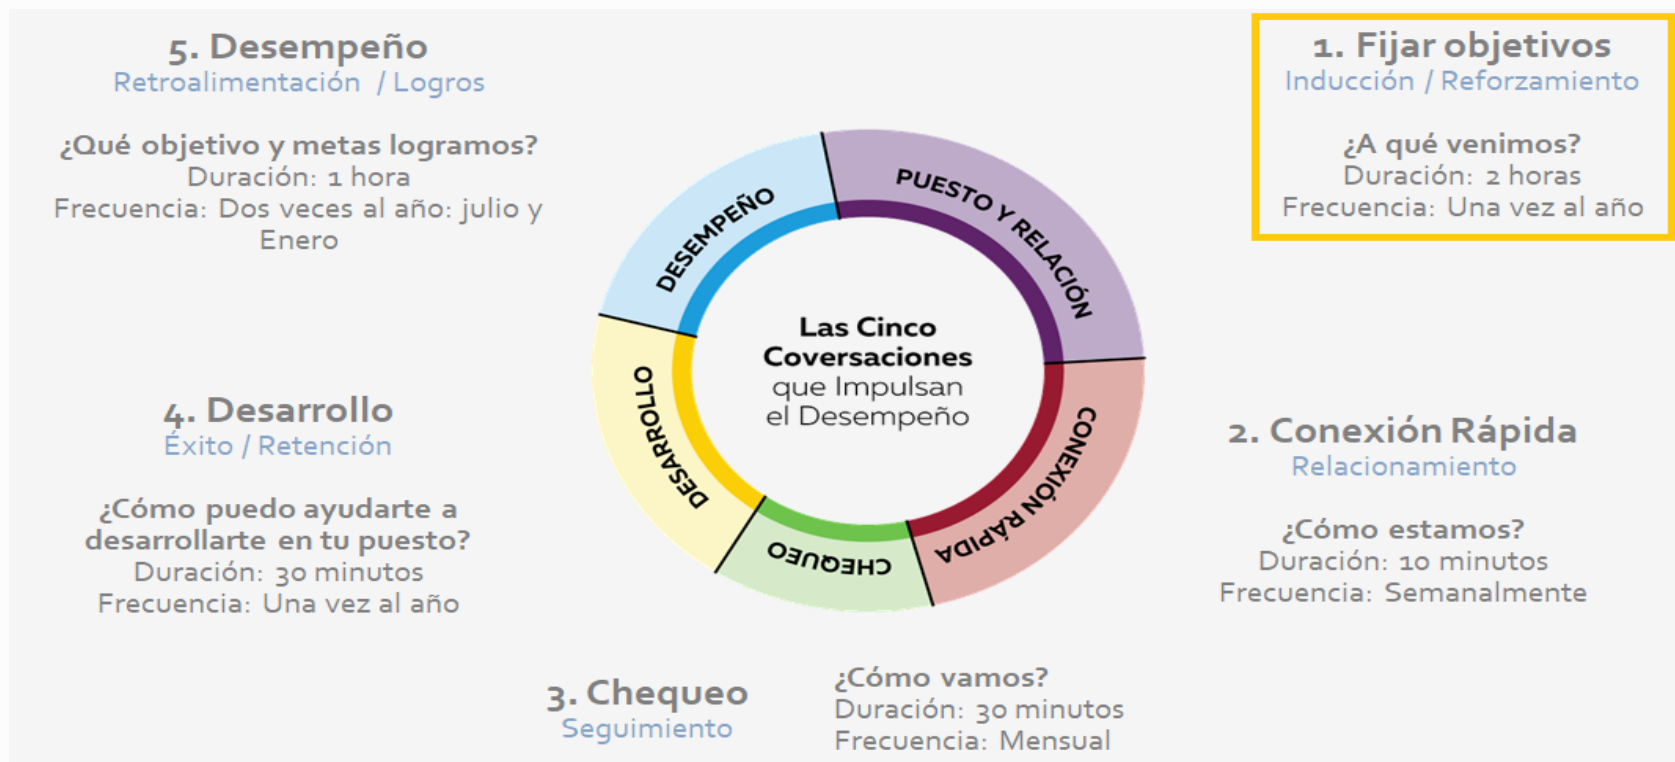 5. Desempeño
Retroalimentación / Logros
¿Qué objetivo y metas logramos?
Duración: 1 hora
Frecuencia: Dos veces al año: julio y
Enero
1. Fijar objetivos
Inducción / Reforzamiento
¿A qué venimos?
Duración: 2 horas
Frecuencia: Una vez al año
DESEMPEÑO
PUESTO Y RELACIÓN
CONEXIÓN RÁPIDA
CHEQUEO
DESARROLLO
Las Cinco
Coversaciones
que Impulsan
el Desempeño
4. Desarrollo
Éxito / Retención
¿Cómo puedo ayudarte a
desarrollarte en tu puesto?
Duración: 30 minutos
Frecuencia: Una vez al año
2. Conexión Rápida
Relacionamiento
¿Cómo estamos?
Duración: 10 minutos
Frecuencia: Semanalmente
3. Chequeo
Seguimiento
¿Cómo vamos?
Duración: 30 minutos
Frecuencia: Mensual